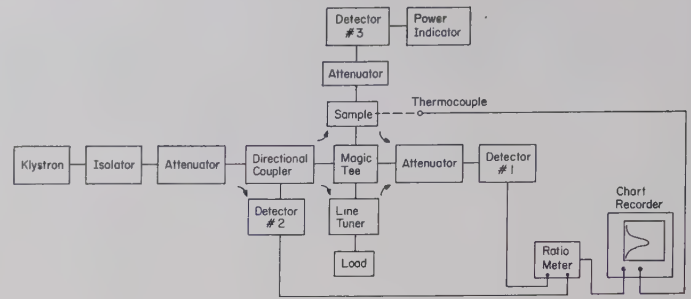 Detector
#3
Power
Indicator
Attenuator
Sample
Thermocouple
Klystron
Isolator
Attenuator
Directional
Coupler
Magic
Tee
Attenuator
Detector
#1
Detector
#2
Line
Tuner
Load
Chart
Recorder
Ratio
Meter